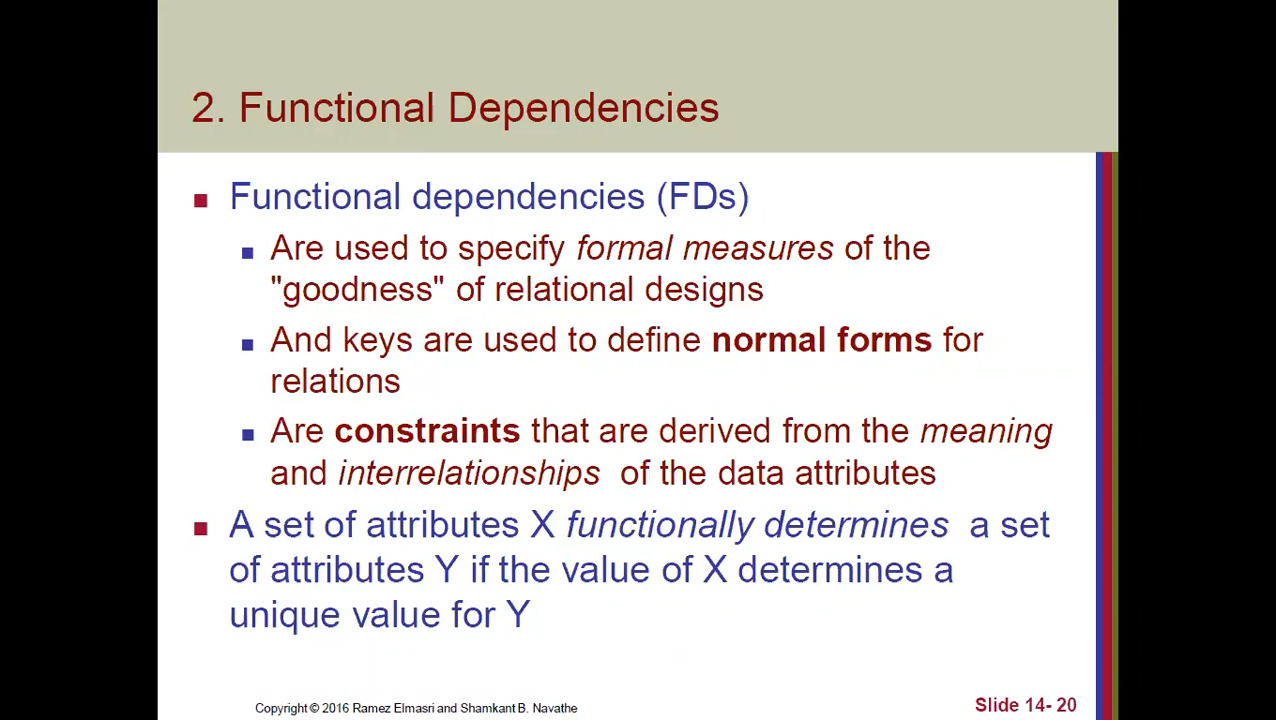 2. Functional Dependencies
Functional dependencies (FDs)
Are used to specify formal measures of the
"goodness" of relational designs
And keys are used to define normal forms for
relations
Are constraints that are derived from the meaning
and interrelationships of the data attributes
A set of attributes X functionally determines a set
of attributes Y if the value of X determines a
unique value for Y
Copyright © 2016 Ramez Elmasri and Shamkant B. Navathe
Slide 14- 20